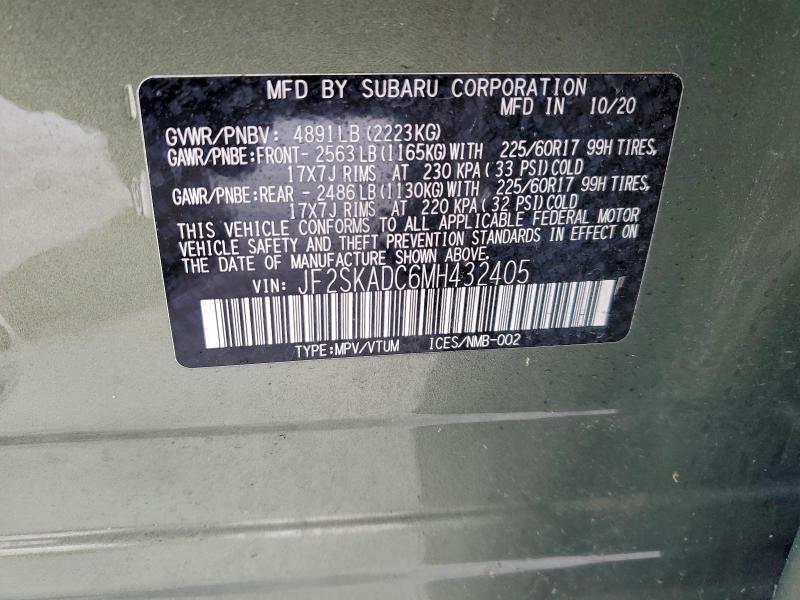 MFD BY SUBARU CORPORATION
MFD IN 10/20
GVWR/PNBV: 4891LB(2223KG)
GAWR/PNBE:FRONT- 2563LB(1165KG)WITH 225/60R17 99H TIRES,
17X7J RIMS AT 230 KPA(33 PSI)COLD
GAWR/PNBE:REAR - 2486LB(1130KG)WITH 225/60R17 99H TIRES,
17X7J RIMS AT 220 KPA(32 PSI)COLD
THIS VEHICLE CONFORMS TO ALL APPLICABLE FEDERAL MOTOR
VEHICLE SAFETY AND THEFT PREVENTION STANDARDS IN EFFECT ON
THE DATE OF MANUFACTURE SHOWN ABOVE.
VIN: JF2SKADC6MH432405
TYPE:MPV/VTUM ICES/NMB-002